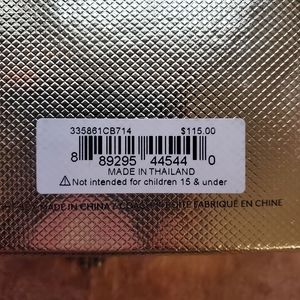 335861CB714 $115.00
8 89295 44544 0
MADE IN THAILAND
⚠ Not intended for children 15 & under
MADE IN CHINA / FABRIQUÉ EN CHINE